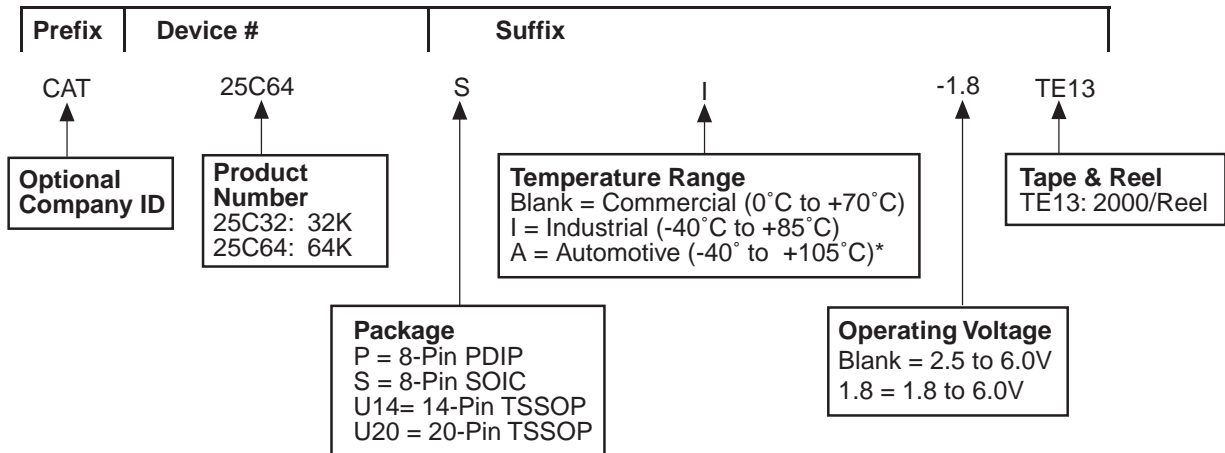 Prefix Device # Suffix
CAT 25C64 S I -1.8 TE13
Optional
Company ID
Product
Number
25C32: 32K
25C64: 64K
Temperature Range
Blank = Commercial (0˚C to +70˚C)
I = Industrial (-40˚C to +85˚C)
A = Automotive (-40˚ to +105˚C)*
Tape & Reel
TE13: 2000/Reel
Package
P = 8-Pin PDIP
S = 8-Pin SOIC
U14= 14-Pin TSSOP
U20 = 20-Pin TSSOP
Operating Voltage
Blank = 2.5 to 6.0V
1.8 = 1.8 to 6.0V